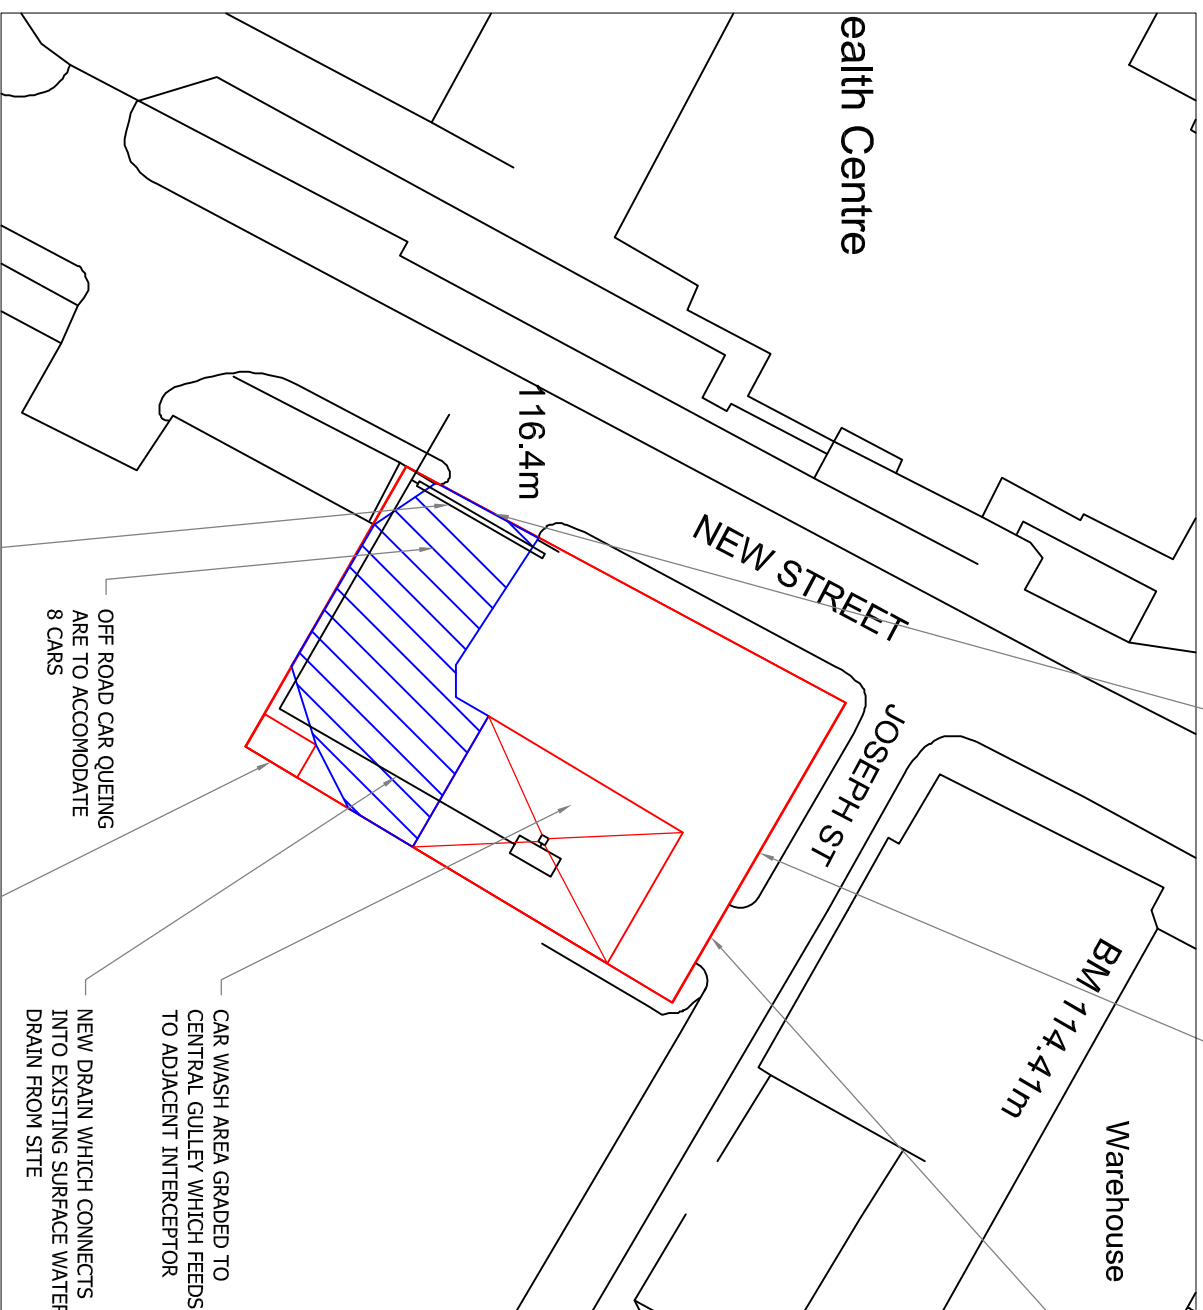 ealth Centre
116.4m
NEW STREET
JOSEPH ST
BM 114.41m
Warehouse
OFF ROAD CAR QUEING
ARE TO ACCOMODATE
8 CARS
CAR WASH AREA GRADED TO
CENTRAL GULLEY WHICH FEEDS
TO ADJACENT INTERCEPTOR
NEW DRAIN WHICH CONNECTS
INTO EXISTING SURFACE WATER
DRAIN FROM SITE